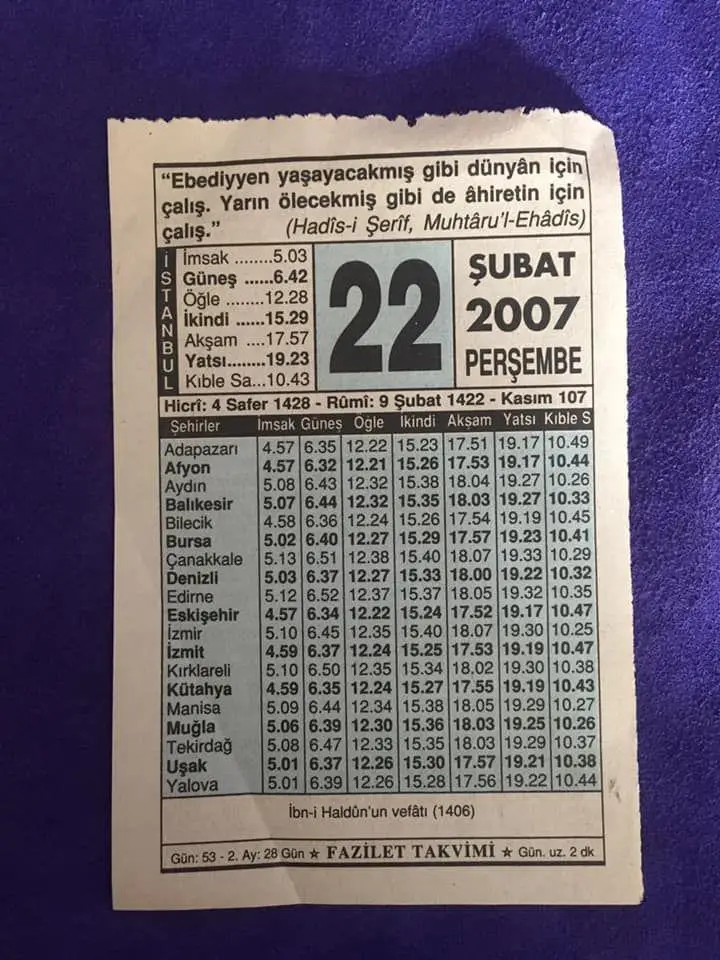 “Ebediyyen yaşayacakmış gibi dünyân için
çalış. Yarın ölecekmiş gibi de âhiretin için
çalış.” (Hadîs-i Şerîf, Muhtâru'l-Ehâdîs)
İSTANBUL
İmsak ........5.03
Güneş ......6.42
Öğle ........12.28
İkindi ......15.29
Akşam ....17.57
Yatsı........19.23
Kıble Sa...10.43
22
ŞUBAT
2007
PERŞEMBE
Hicrî: 4 Safer 1428 - Rûmî: 9 Şubat 1422 - Kasım 107
Şehirler İmsak Güneş Öğle İkindi Akşam Yatsı Kıble S
Adapazarı 4.57 6.35 12.22 15.23 17.51 19.17 10.49
Afyon 4.57 6.32 12.21 15.26 17.53 19.17 10.44
Aydın 5.08 6.43 12.32 15.38 18.04 19.27 10.26
Balıkesir 5.07 6.44 12.32 15.35 18.03 19.27 10.33
Bilecik 4.58 6.36 12.24 15.26 17.54 19.19 10.45
Bursa 5.02 6.40 12.27 15.29 17.57 19.23 10.41
Çanakkale 5.13 6.51 12.38 15.40 18.07 19.33 10.29
Denizli 5.03 6.37 12.27 15.33 18.00 19.22 10.32
Edirne 5.12 6.52 12.37 15.37 18.05 19.32 10.35
Eskişehir 4.57 6.34 12.22 15.24 17.52 19.17 10.47
İzmir 5.10 6.45 12.35 15.40 18.07 19.30 10.25
İzmit 4.59 6.37 12.24 15.25 17.53 19.19 10.47
Kırklareli 5.10 6.50 12.35 15.34 18.02 19.30 10.38
Kütahya 4.59 6.35 12.24 15.27 17.55 19.19 10.43
Manisa 5.09 6.44 12.34 15.38 18.05 19.29 10.27
Muğla 5.06 6.39 12.30 15.36 18.03 19.25 10.26
Tekirdağ 5.08 6.47 12.33 15.35 18.03 19.29 10.37
Uşak 5.01 6.37 12.26 15.30 17.57 19.21 10.38
Yalova 5.01 6.39 12.26 15.28 17.56 19.22 10.44
İbn-i Haldûn'un vefâtı (1406)
Gün: 53 - 2. Ay: 28 Gün ★ FAZİLET TAKVİMİ ★ Gün. uz. 2 dk